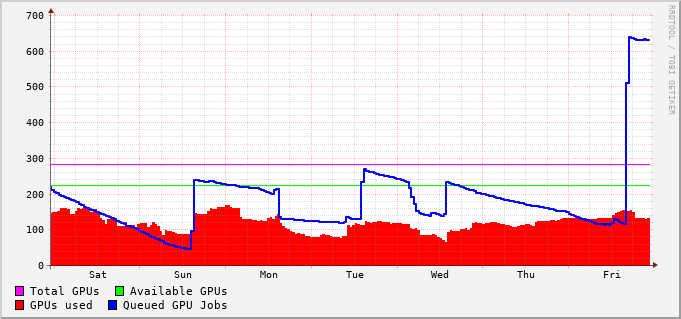 700
600
500
400
300
200
100
0
Sat Sun Mon Tue Wed Thu Fri
Total GPUs Available GPUs
GPUs used Queued GPU Jobs
RRDTOOL / TOBI OETIKER